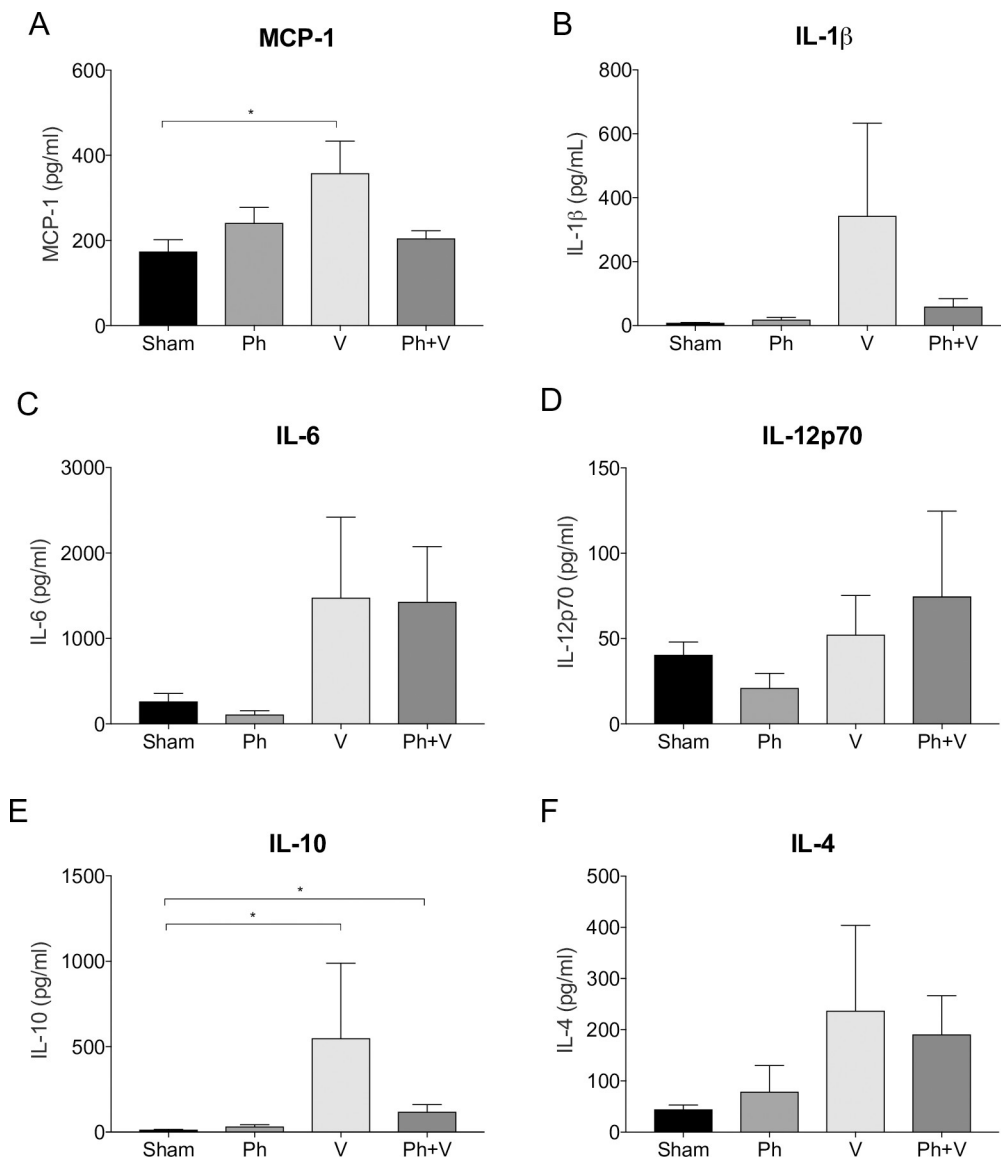 A
MCP-1
MCP-1 (pg/ml)
600
400
200
0
*
Sham Ph V Ph+V
B
IL-1β
IL-1β (pg/mL)
800
600
400
200
0
Sham Ph V Ph+V
C
IL-6
IL-6 (pg/ml)
3000
2000
1000
0
Sham Ph V Ph+V
D
IL-12p70
IL-12p70 (pg/ml)
150
100
50
0
Sham Ph V Ph+V
E
IL-10
IL-10 (pg/ml)
1500
1000
500
0
*
*
Sham Ph V Ph+V
F
IL-4
IL-4 (pg/ml)
500
400
300
200
100
0
Sham Ph V Ph+V